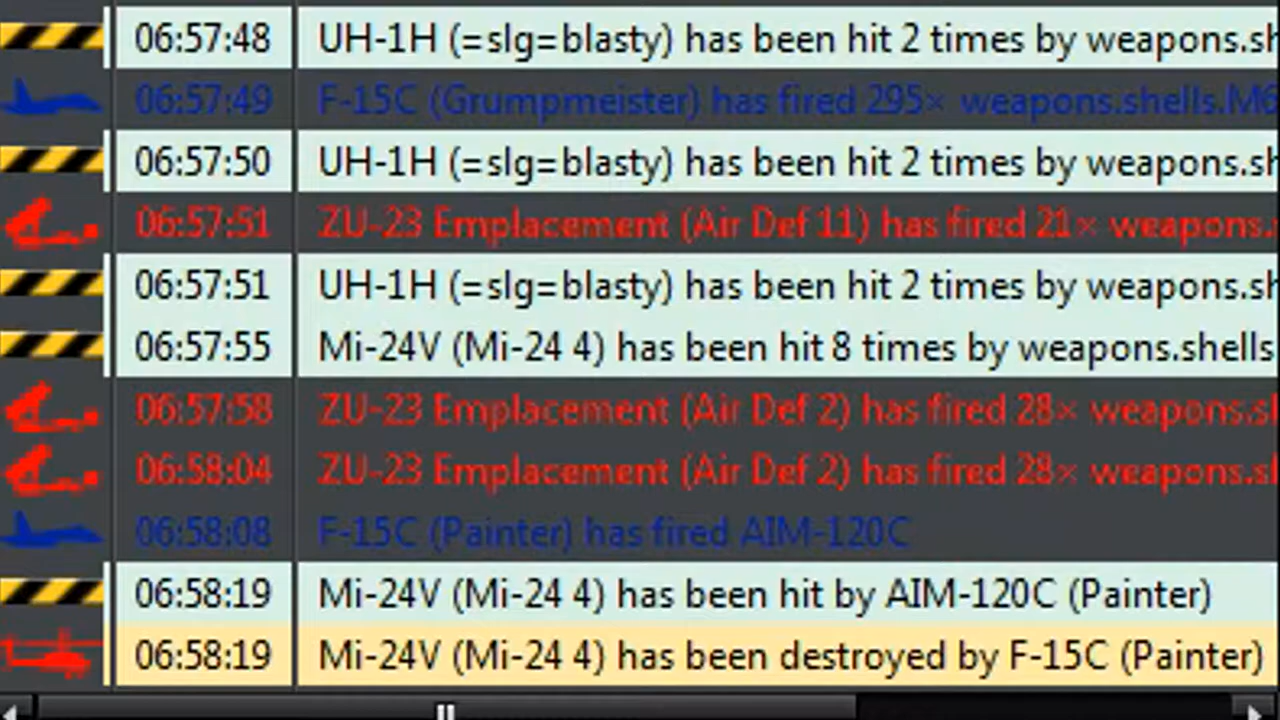 06:57:48 UH-1H (=slg=blasty) has been hit 2 times by weapons.sh
06:57:49 F-15C (Grumpmeister) has fired 295× weapons.shells.M6
06:57:50 UH-1H (=slg=blasty) has been hit 2 times by weapons.sh
06:57:51 ZU-23 Emplacement (Air Def 11) has fired 21× weapons.s
06:57:51 UH-1H (=slg=blasty) has been hit 2 times by weapons.sh
06:57:55 Mi-24V (Mi-24 4) has been hit 8 times by weapons.shells
06:57:58 ZU-23 Emplacement (Air Def 2) has fired 28× weapons.sl
06:58:04 ZU-23 Emplacement (Air Def 2) has fired 28× weapons.sl
06:58:08 F-15C (Painter) has fired AIM-120C
06:58:19 Mi-24V (Mi-24 4) has been hit by AIM-120C (Painter)
06:58:19 Mi-24V (Mi-24 4) has been destroyed by F-15C (Painter)